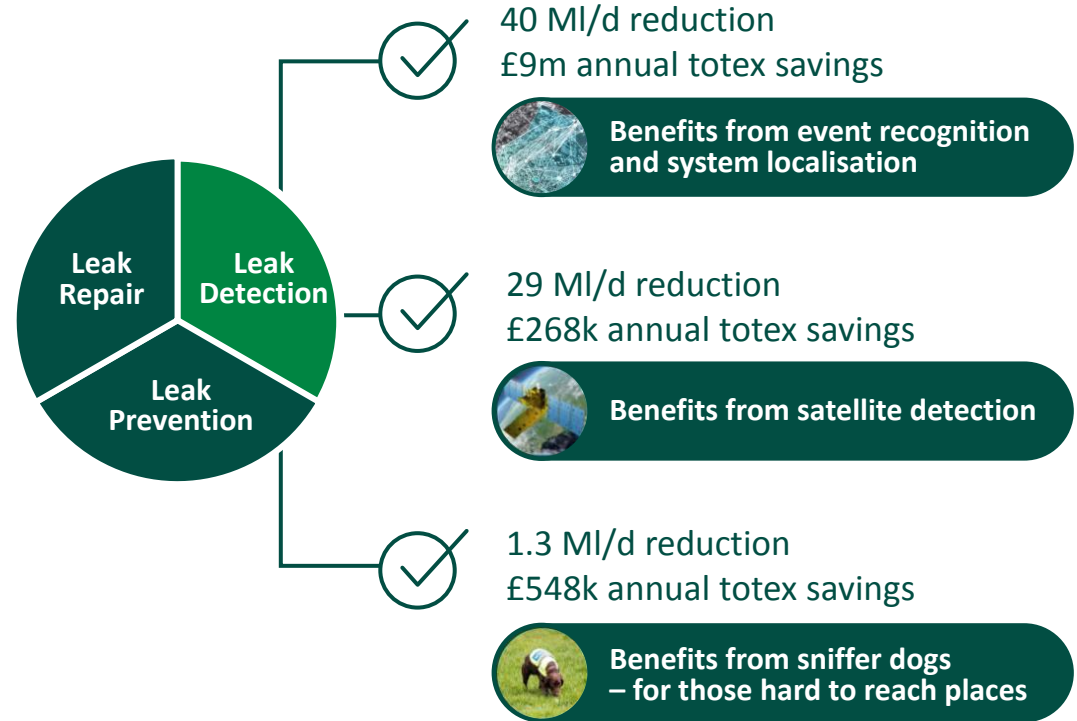 40 Ml/d reduction
£9m annual totex savings
Benefits from event recognition
and system localisation
Leak
Repair
Leak
Detection
Leak
Prevention
29 Ml/d reduction
£268k annual totex savings
Benefits from satellite detection
1.3 Ml/d reduction
£548k annual totex savings
Benefits from sniffer dogs
– for those hard to reach places